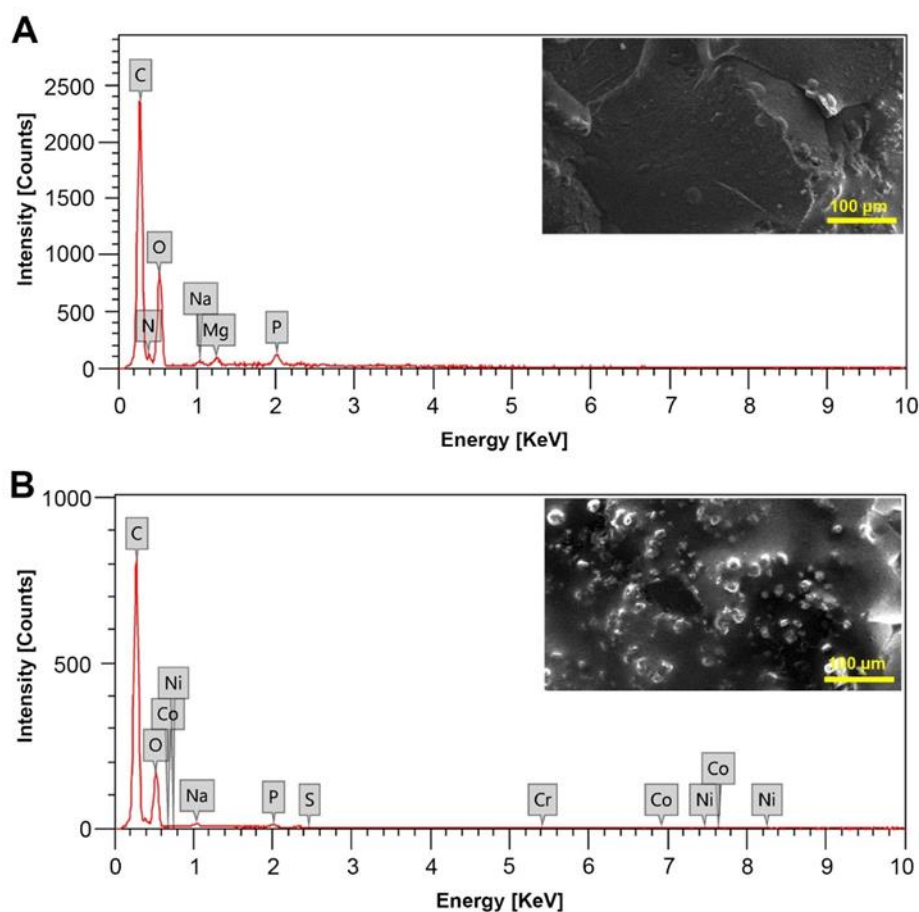 A
Intensity [Counts]
2500
2000
1500
1000
500
0
C
O
N
Na
Mg
P
100 µm
0 1 2 3 4 5 6 7 8 9 10
Energy [KeV]
B
Intensity [Counts]
1000
500
0
C
Ni
Co
O
Na
P
S
Cr
Co
Ni
Co
Ni
100 µm
0 1 2 3 4 5 6 7 8 9 10
Energy [KeV]